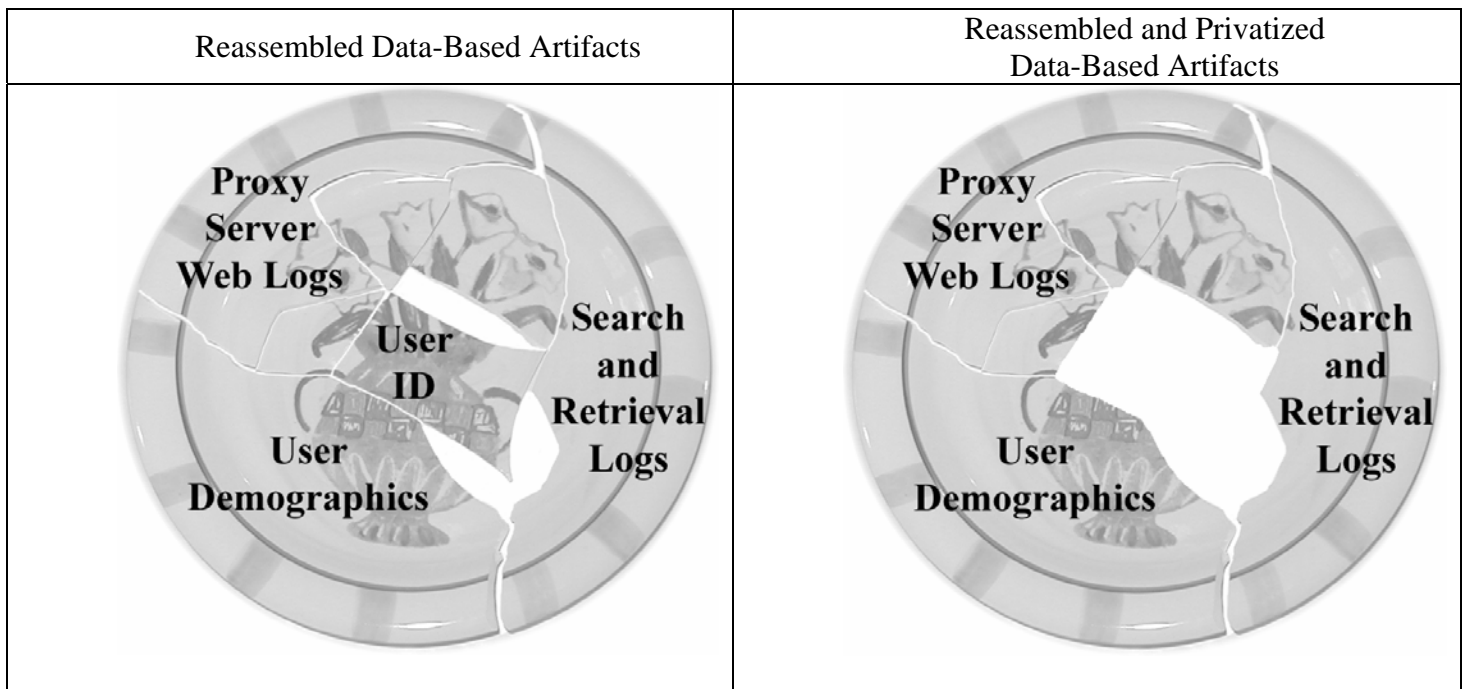 Reassembled Data-Based Artifacts
Reassembled and Privatized
Data-Based Artifacts
Proxy
Server
Web Logs
User
ID
Search
and
Retrieval
Logs
User
Demographics
Proxy
Server
Web Logs
Search
and
Retrieval
Logs
User
Demographics